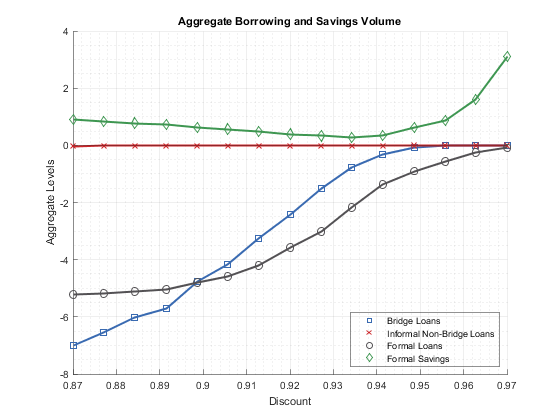 Aggregate Borrowing and Savings Volume
4
2
0
-2
-4
-6
-8
Aggregate Levels
0.87
0.88
0.89
0.9
0.91
0.92
0.93
0.94
0.95
0.96
0.97
Discount
Bridge Loans
Informal Non-Bridge Loans
Formal Loans
Formal Savings